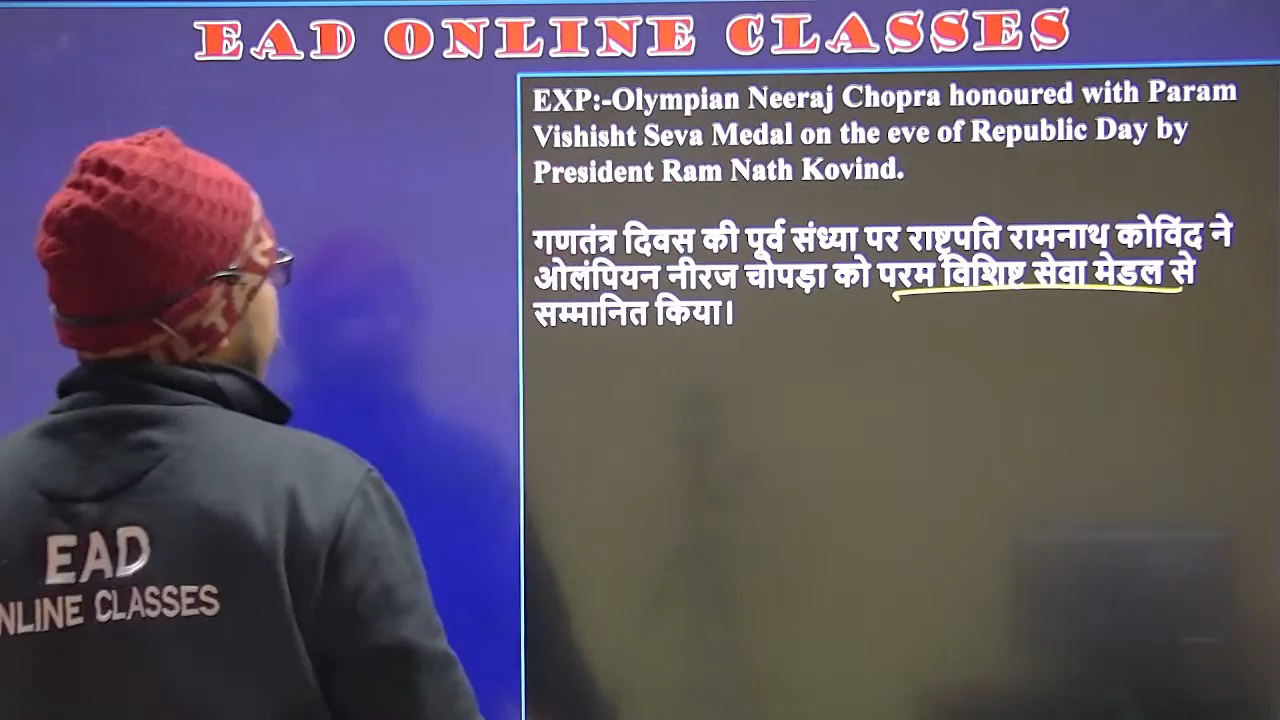 EAD ONLINE CLASSES
EXP:-Olympian Neeraj Chopra honoured with Param
Vishisht Seva Medal on the eve of Republic Day by
President Ram Nath Kovind.
गणतंत्र दिवस की पूर्व संध्या पर राष्ट्रपति रामनाथ कोविंद ने
ओलंपियन नीरज चोपड़ा को परम विशिष्ट सेवा मेडल से
सम्मानित किया।
EAD
NLINE CLASSES